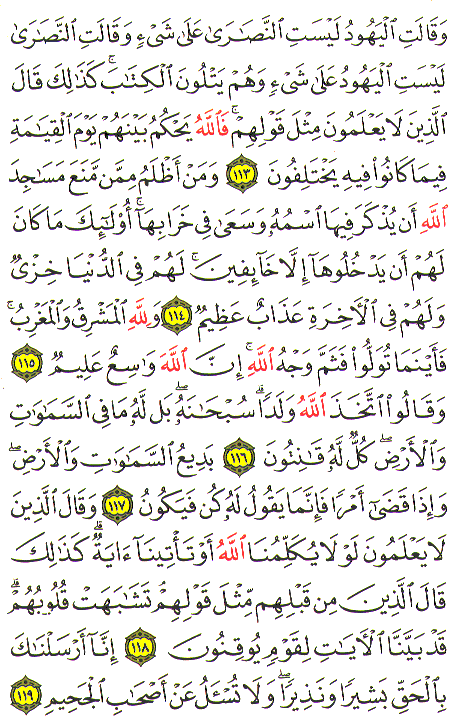 وَقَالَتِ ٱلْيَهُودُ لَيْسَتِ ٱلنَّصَـٰرَىٰ عَلَىٰ شَىْءٍ وَقَالَتِ ٱلنَّصَـٰرَىٰ
لَيْسَتِ ٱلْيَهُودُ عَلَىٰ شَىْءٍ وَهُمْ يَتْلُونَ ٱلْكِتَـٰبَ ۗ كَذَٰلِكَ قَالَ
ٱلَّذِينَ لَا يَعْلَمُونَ مِثْلَ قَوْلِهِمْ ۚ فَٱللَّهُ يَحْكُمُ بَيْنَهُمْ يَوْمَ ٱلْقِيَـٰمَةِ
فِيمَا كَانُوا۟ فِيهِ يَخْتَلِفُونَ ١١٣ وَمَنْ أَظْلَمُ مِمَّن مَّنَعَ مَسَـٰجِدَ
ٱللَّهِ أَن يُذْكَرَ فِيهَا ٱسْمُهُۥ وَسَعَىٰ فِى خَرَابِهَآ ۚ أُو۟لَـٰٓئِكَ مَا كَانَ
لَهُمْ أَن يَدْخُلُوهَآ إِلَّا خَآئِفِينَ ۚ لَهُمْ فِى ٱلدُّنْيَا خِزْىٌ
وَلَهُمْ فِى ٱلْـَٔاخِرَةِ عَذَابٌ عَظِيمٌ ١١٤ وَلِلَّهِ ٱلْمَشْرِقُ وَٱلْمَغْرِبُ ۚ
فَأَيْنَمَا تُوَلُّوا۟ فَثَمَّ وَجْهُ ٱللَّهِ ۚ إِنَّ ٱللَّهَ وَٰسِعٌ عَلِيمٌ ١١٥
وَقَالُوا۟ ٱتَّخَذَ ٱللَّهُ وَلَدًا ۗ سُبْحَـٰنَهُۥ ۖ بَل لَّهُۥ مَا فِى ٱلسَّمَـٰوَٰتِ
وَٱلْأَرْضِ ۖ كُلٌّ لَّهُۥ قَـٰنِتُونَ ١١٦ بَدِيعُ ٱلسَّمَـٰوَٰتِ وَٱلْأَرْضِ ۖ
وَإِذَا قَضَىٰٓ أَمْرًا فَإِنَّمَا يَقُولُ لَهُۥ كُن فَيَكُونُ ١١٧ وَقَالَ ٱلَّذِينَ
لَا يَعْلَمُونَ لَوْلَا يُكَلِّمُنَا ٱللَّهُ أَوْ تَأْتِينَآ ءَايَةٌ ۗ كَذَٰلِكَ
قَالَ ٱلَّذِينَ مِن قَبْلِهِم مِّثْلَ قَوْلِهِمْ ۘ تَشَـٰبَهَتْ قُلُوبُهُمْ ۗ
قَدْ بَيَّنَّا ٱلْـَٔايَـٰتِ لِقَوْمٍ يُوقِنُونَ ١١٨ إِنَّآ أَرْسَلْنَـٰكَ
بِٱلْحَقِّ بَشِيرًا وَنَذِيرًا ۖ وَلَا تُسْـَٔلُ عَنْ أَصْحَـٰبِ ٱلْجَحِيمِ ١١٩